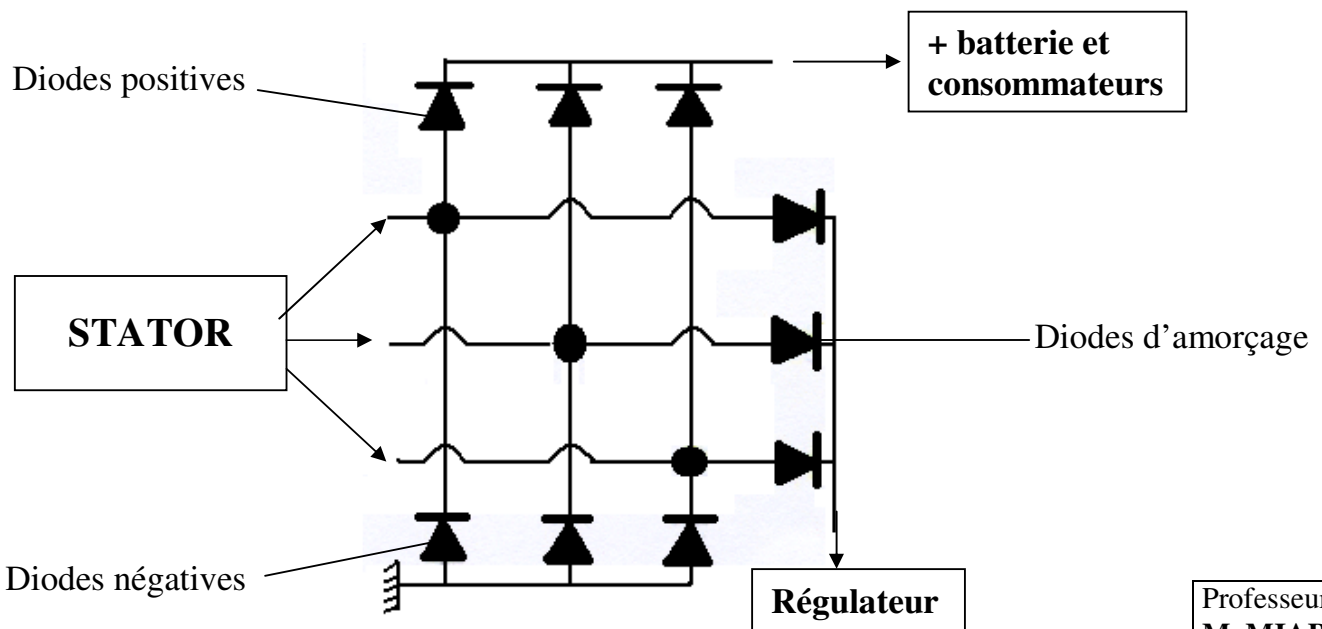 + batterie et
consommateurs
Diodes positives
STATOR
Diodes d’amorçage
Diodes négatives
Régulateur
Professeur